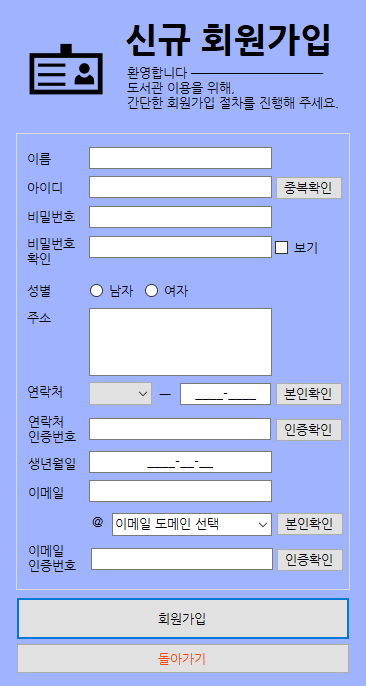 신규 회원가입
환영합니다
도서관 이용을 위해,
간단한 회원가입 절차를 진행해 주세요.
이름
아이디 중복확인
비밀번호
비밀번호
확인
보기
성별 남자 여자
주소
연락처 — ____-____ 본인확인
연락처
인증번호
인증확인
생년월일 ____-__-__
이메일
@ 이메일 도메인 선택 본인확인
이메일
인증번호
인증확인
회원가입
돌아가기